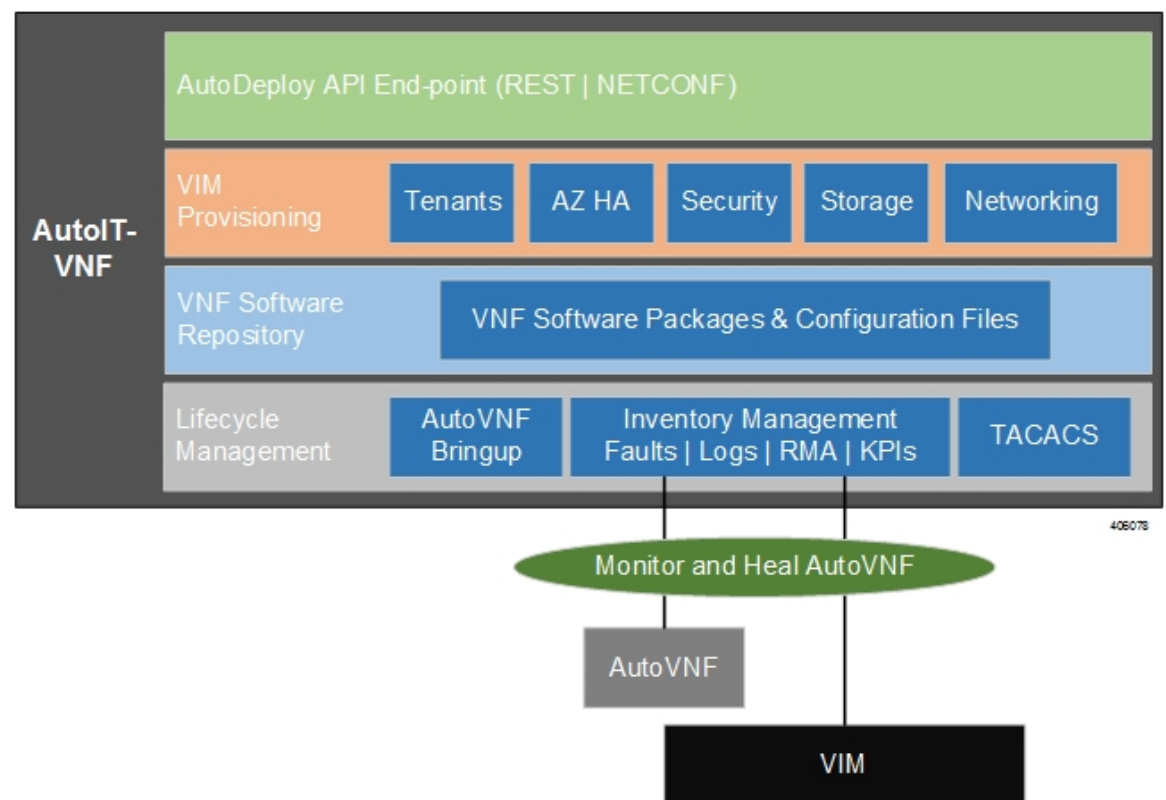 AutoDeploy API End-point (REST | NETCONF)
AutoIT-
VNF
VIM
Provisioning
Tenants
AZ HA
Security
Storage
Networking
VNF Software
Repository
VNF Software Packages & Configuration Files
Lifecycle
Management
AutoVNF
Bringup
Inventory Management
Faults | Logs | RMA | KPIs
TACACS
406078
Monitor and Heal AutoVNF
AutoVNF
VIM